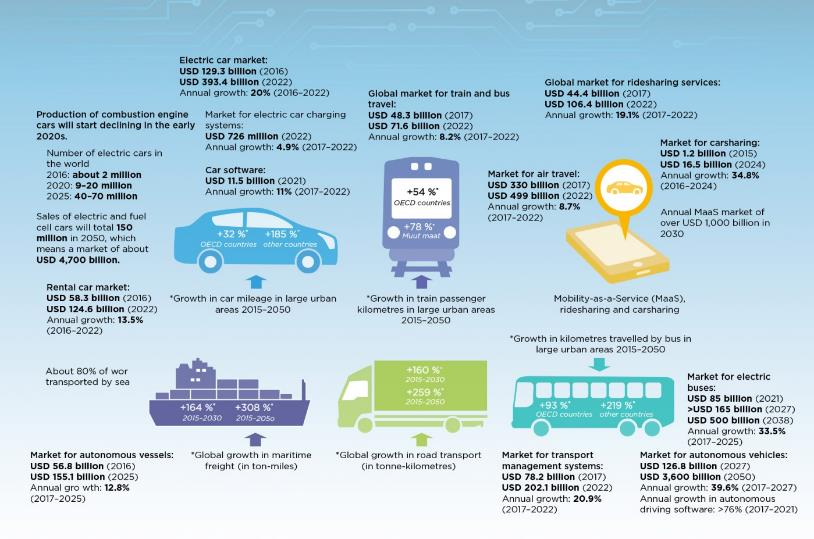 Electric car market:
USD 129.3 billion (2016)
USD 393.4 billion (2022)
Annual growth: 20% (2016–2022)
Production of combustion engine
cars will start declining in the early
2020s.
Number of electric cars in
the world
2016: about 2 million
2020: 9–20 million
2025: 40–70 million
Sales of electric and fuel
cell cars will total 150
million in 2050, which
means a market of about
USD 4,700 billion.
Rental car market:
USD 58.3 billion (2016)
USD 124.6 billion (2022)
Annual growth: 13.5%
(2016–2022)
Market for electric car charging
systems:
USD 726 million (2022)
Annual growth: 4.9% (2017–2022)
Car software:
USD 11.5 billion (2021)
Annual growth: 11% (2017–2022)
+32 %* +185 %*
OECD countries other countries
*Growth in car mileage in large urban
areas 2015–2050
Global market for train and bus
travel:
USD 48.3 billion (2017)
USD 71.6 billion (2022)
Annual growth: 8.2% (2017–2022)
+54 %*
OECD countries
+78 %*
Muut maat
*Growth in train passenger
kilometres in large urban areas
2015–2050
Market for air travel:
USD 330 billion (2017)
USD 499 billion (2022)
Annual growth: 8.7%
(2017–2022)
Global market for ridesharing services:
USD 44.4 billion (2017)
USD 106.4 billion (2022)
Annual growth: 19.1% (2017–2022)
Market for carsharing:
USD 1.2 billion (2015)
USD 16.5 billion (2024)
Annual growth: 34.8%
(2016–2024)
Annual MaaS market of
over USD 1,000 billion in
2030
Mobility-as-a-Service (MaaS),
ridesharing and carsharing
About 80% of wor
transported by sea
+164 %* +308 %*
2015-2030 2015-205o
*Global growth in maritime
freight (in ton-miles)
Market for autonomous vessels:
USD 56.8 billion (2016)
USD 155.1 billion (2025)
Annual gro wth: 12.8%
(2017–2025)
+160 %*
2015-2030
+259 %*
2015-2050
*Global growth in road transport
(in tonne-kilometres)
*Growth in kilometres travelled by bus in
large urban areas 2015–2050
+93 %* +219 %*
OECD countries other countries
Market for electric
buses:
USD 85 billion (2021)
>USD 165 billion (2027)
USD 500 billion (2038)
Annual growth: 33.5%
(2017–2025)
Market for transport
management systems:
USD 78.2 billion (2017)
USD 202.1 billion (2022)
Annual growth: 20.9%
(2017–2022)
Market for autonomous vehicles:
USD 126.8 billion (2027)
USD 3,600 billion (2050)
Annual growth: 39.6% (2017–2027)
Annual growth in autonomous
driving software: >76% (2017–2021)